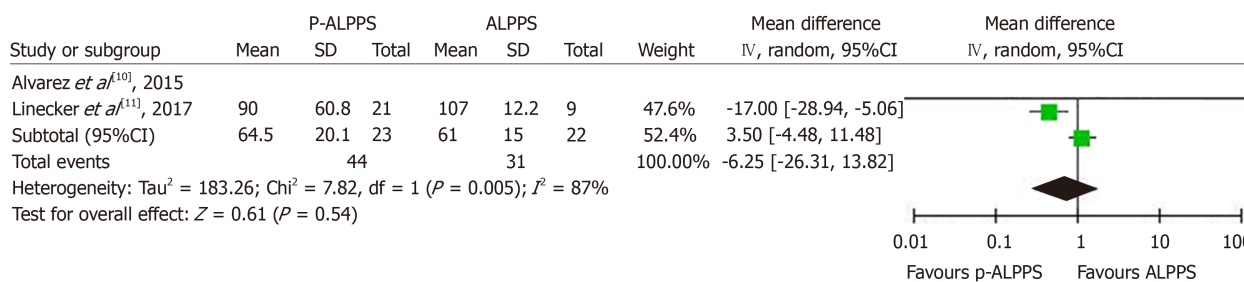 P-ALPPS ALPPS Mean difference Mean difference
Study or subgroup Mean SD Total Mean SD Total Weight IV, random, 95%CI IV, random, 95%CI
Alvarez et al[10], 2015
Linecker et al[11], 2017 90 60.8 21 107 12.2 9 47.6% -17.00 [-28.94, -5.06]
Subtotal (95%CI) 64.5 20.1 23 61 15 22 52.4% 3.50 [-4.48, 11.48]
Total events 44 31 100.00% -6.25 [-26.31, 13.82]
Heterogeneity: Tau² = 183.26; Chi² = 7.82, df = 1 (P = 0.005); I² = 87%
Test for overall effect: Z = 0.61 (P = 0.54)
0.01 0.1 1 10 100
Favours p-ALPPS Favours ALPPS